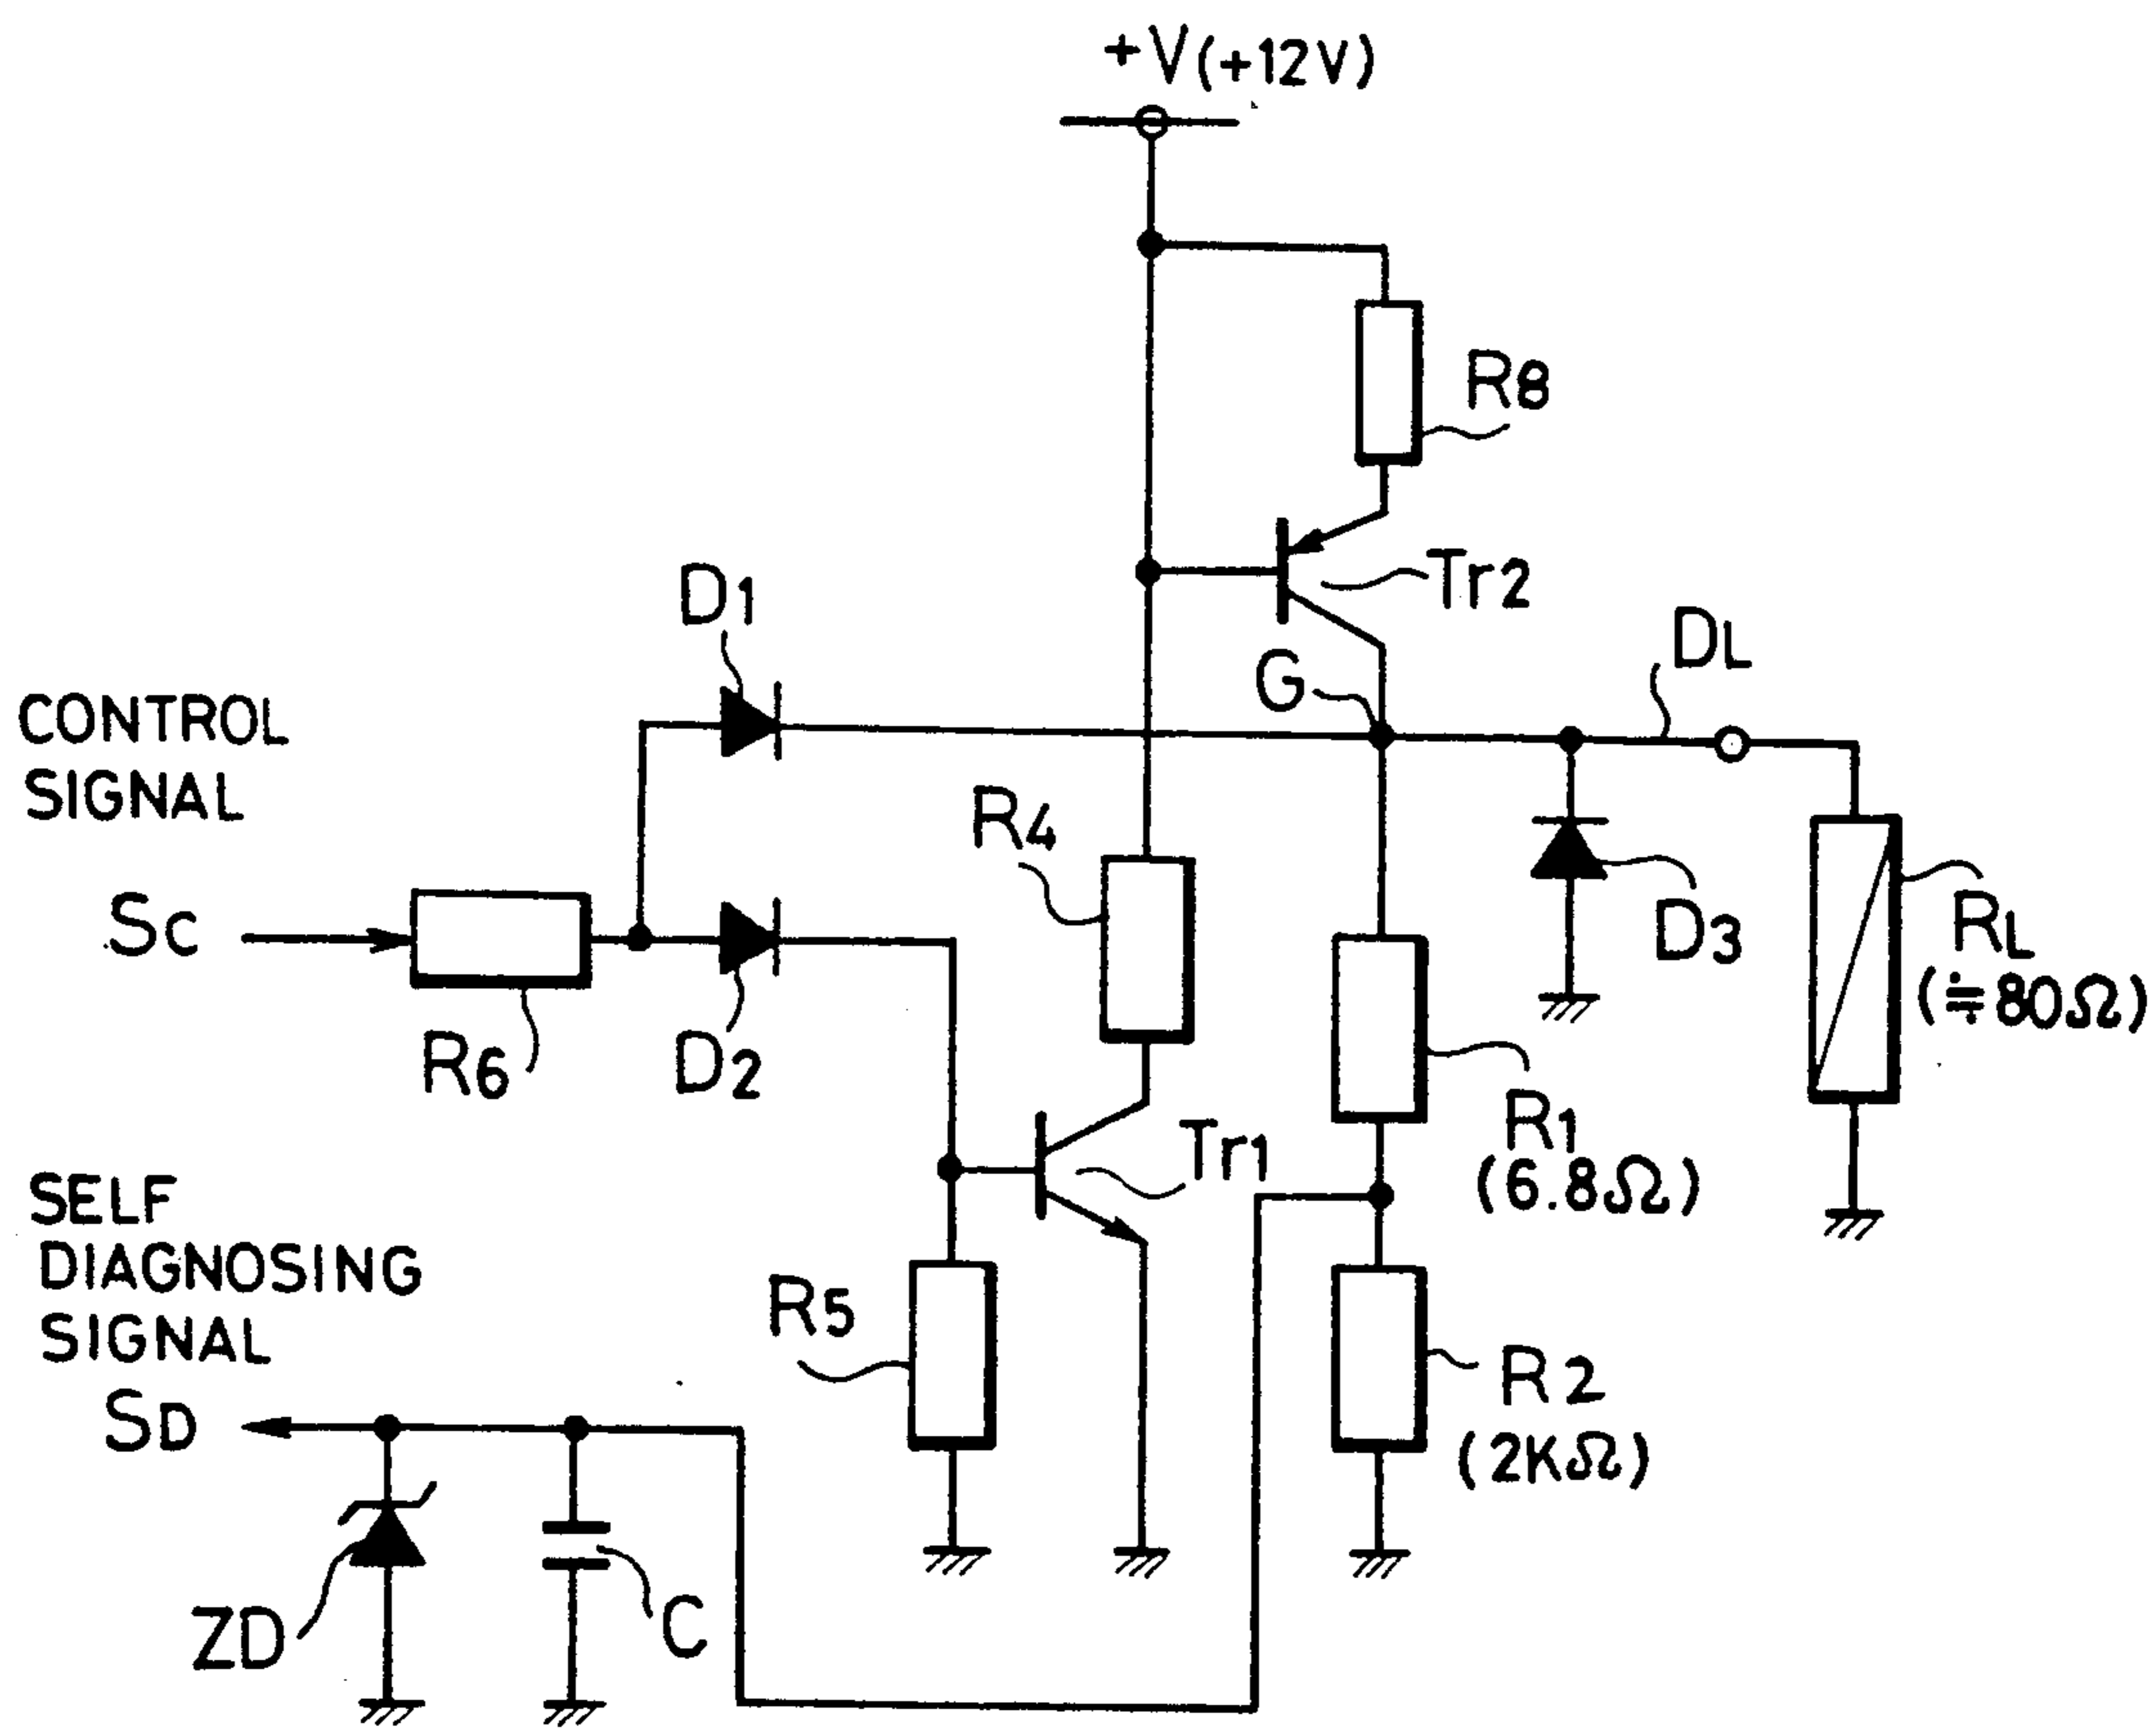 +V(+12V)
R8
Tr2
D1
G
DL
CONTROL
SIGNAL
R4
Sc
D3
RL
(≒80Ω)
R6
D2
R1
(6.8Ω)
Tr1
SELF
DIAGNOSING
SIGNAL
R5
SD
R2
(2KΩ)
ZD
C